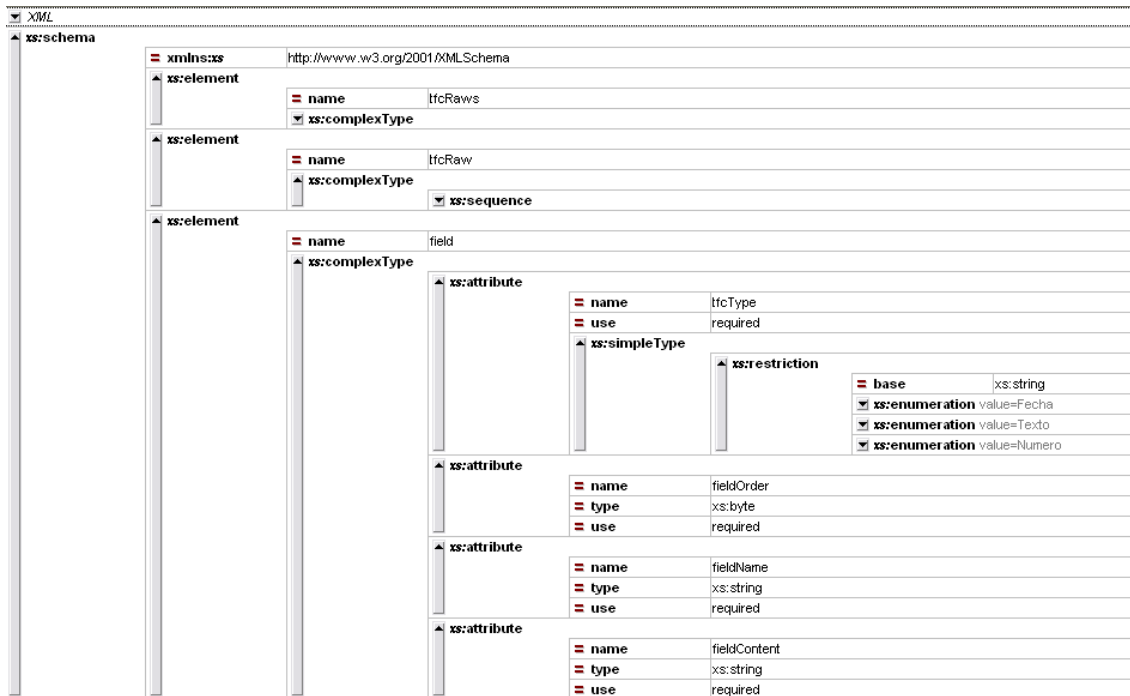 XML
xs:schema
= xmlns:xs http://www.w3.org/2001/XMLSchema
xs:element
= name tfcRaws
xs:complexType
xs:element
= name tfcRaw
xs:complexType
xs:sequence
xs:element
= name field
xs:complexType
xs:attribute
= name tfcType
= use required
xs:simpleType
xs:restriction
= base xs:string
xs:enumeration value=Fecha
xs:enumeration value=Texto
xs:enumeration value=Numero
xs:attribute
= name fieldOrder
= type xs:byte
= use required
xs:attribute
= name fieldName
= type xs:string
= use required
xs:attribute
= name fieldContent
= type xs:string
= use required